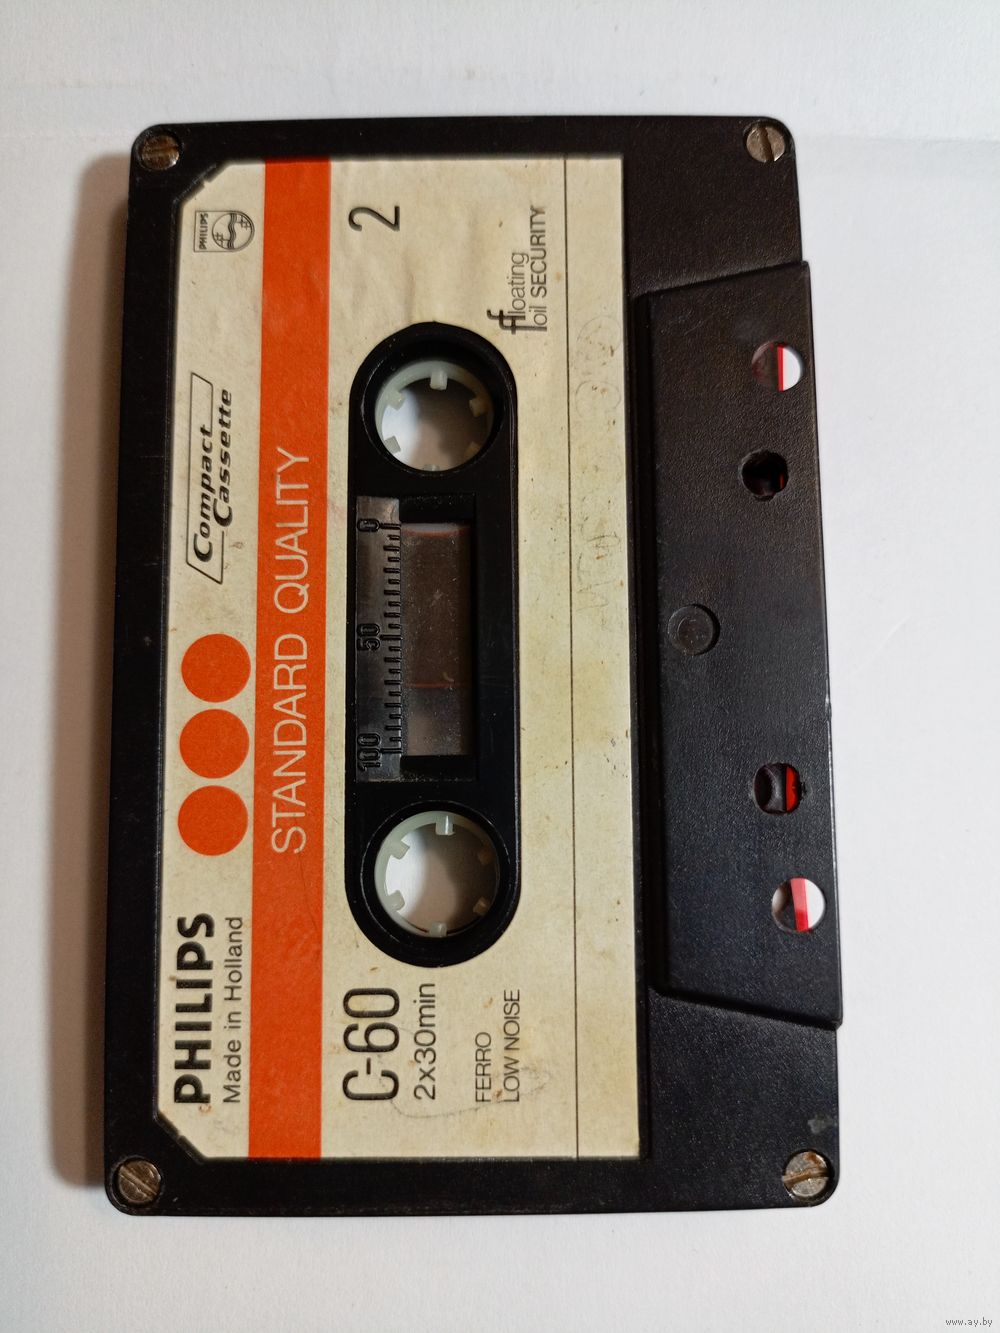 PHILIPS
Made in Holland
Compact
Cassette
PHILIPS
STANDARD QUALITY
C-60
2x30min
2
100 50 0
FERRO
LOW NOISE
floating
foil SECURITY
www.ay.by